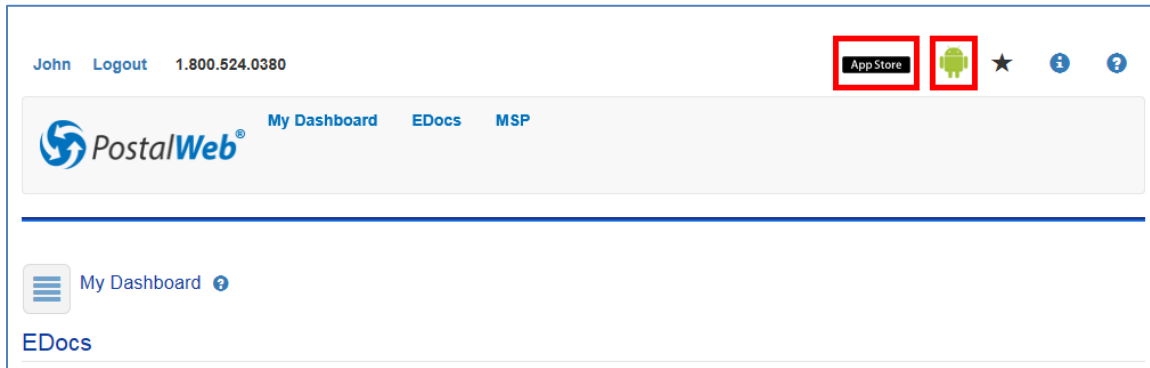 John Logout 1.800.524.0380 App Store
My Dashboard EDocs MSP
PostalWeb®
My Dashboard
EDocs